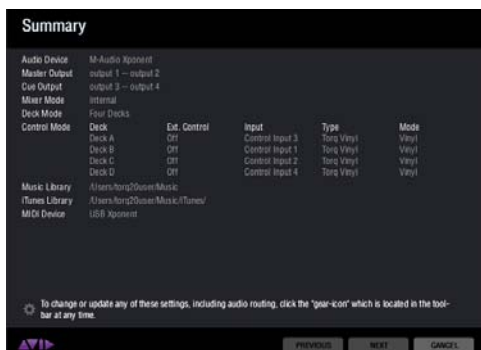 Summary
Audio Device M-Audio Xponent
Master Output output 1 – output 2
Cue Output output 3 – output 4
Mixer Mode Internal
Deck Mode Four Decks
Control Mode Deck Ext. Control Input Type Mode
Deck A Off Control Input 3 Torq Vinyl Vinyl
Deck B Off Control Input 1 Torq Vinyl Vinyl
Deck C Off Control Input 2 Torq Vinyl Vinyl
Deck D Off Control Input 4 Torq Vinyl Vinyl
Music Library /Users/torq20user/Music
iTunes Library /Users/torq20user/Music/iTunes/
MIDI Device USB Xponent
To change or update any of these settings, including audio routing, click the "gear-icon" which is located in the tool-
bar at any time.
AVID PREVIOUS NEXT CANCEL